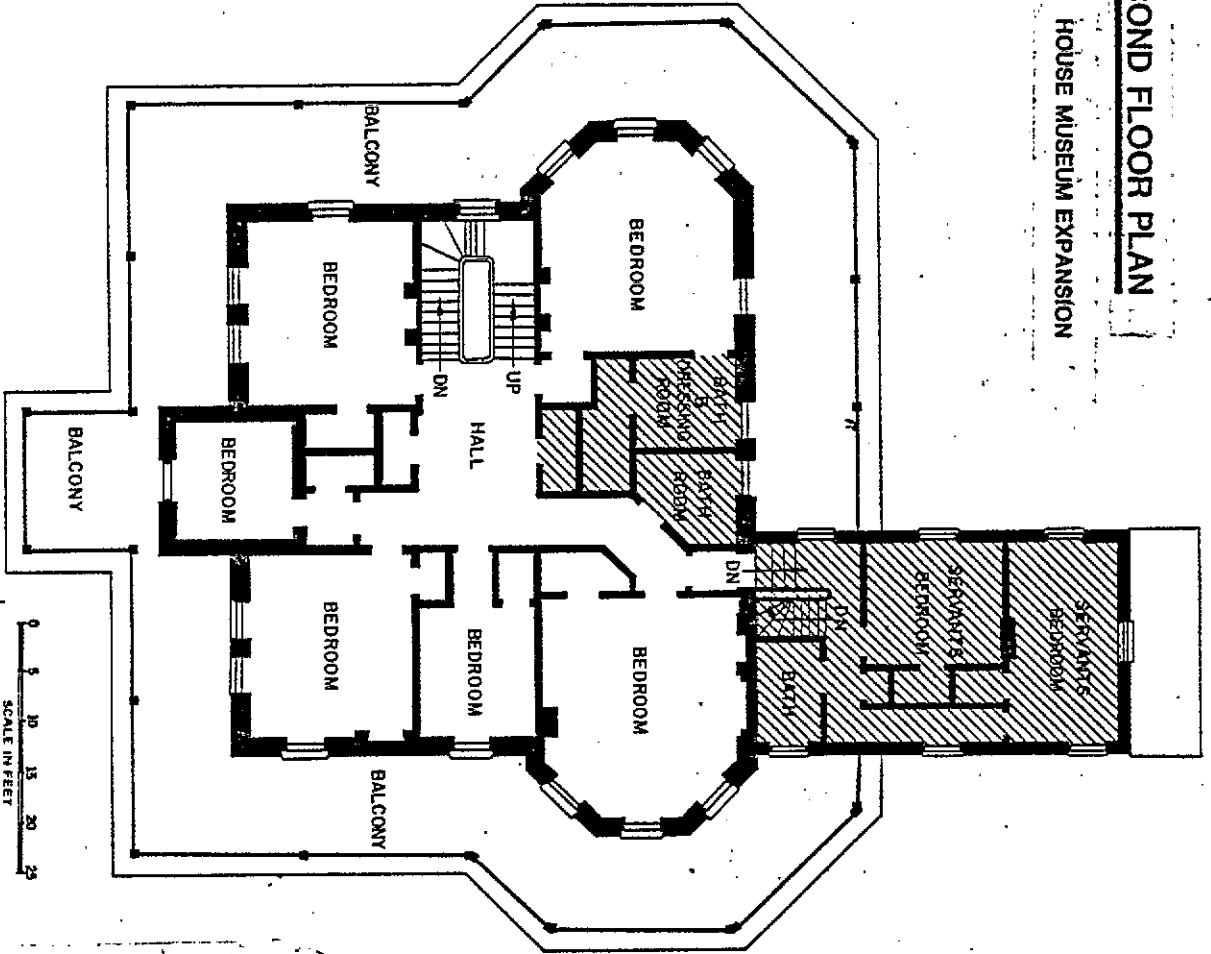 OND FLOOR PLAN
HOUSE MUSEUM EXPANSION
SERVANTS
BEDROOM
SERVANTS
BEDROOM
DN
DN
BATH
BATH
&
DRESSING
ROOM
BATH
ROOM
BEDROOM
BEDROOM
UP
DN
HALL
BEDROOM
BALCONY
BEDROOM
BEDROOM
BEDROOM
BALCONY
BALCONY
0 5 10 15 20 25
SCALE IN FEET